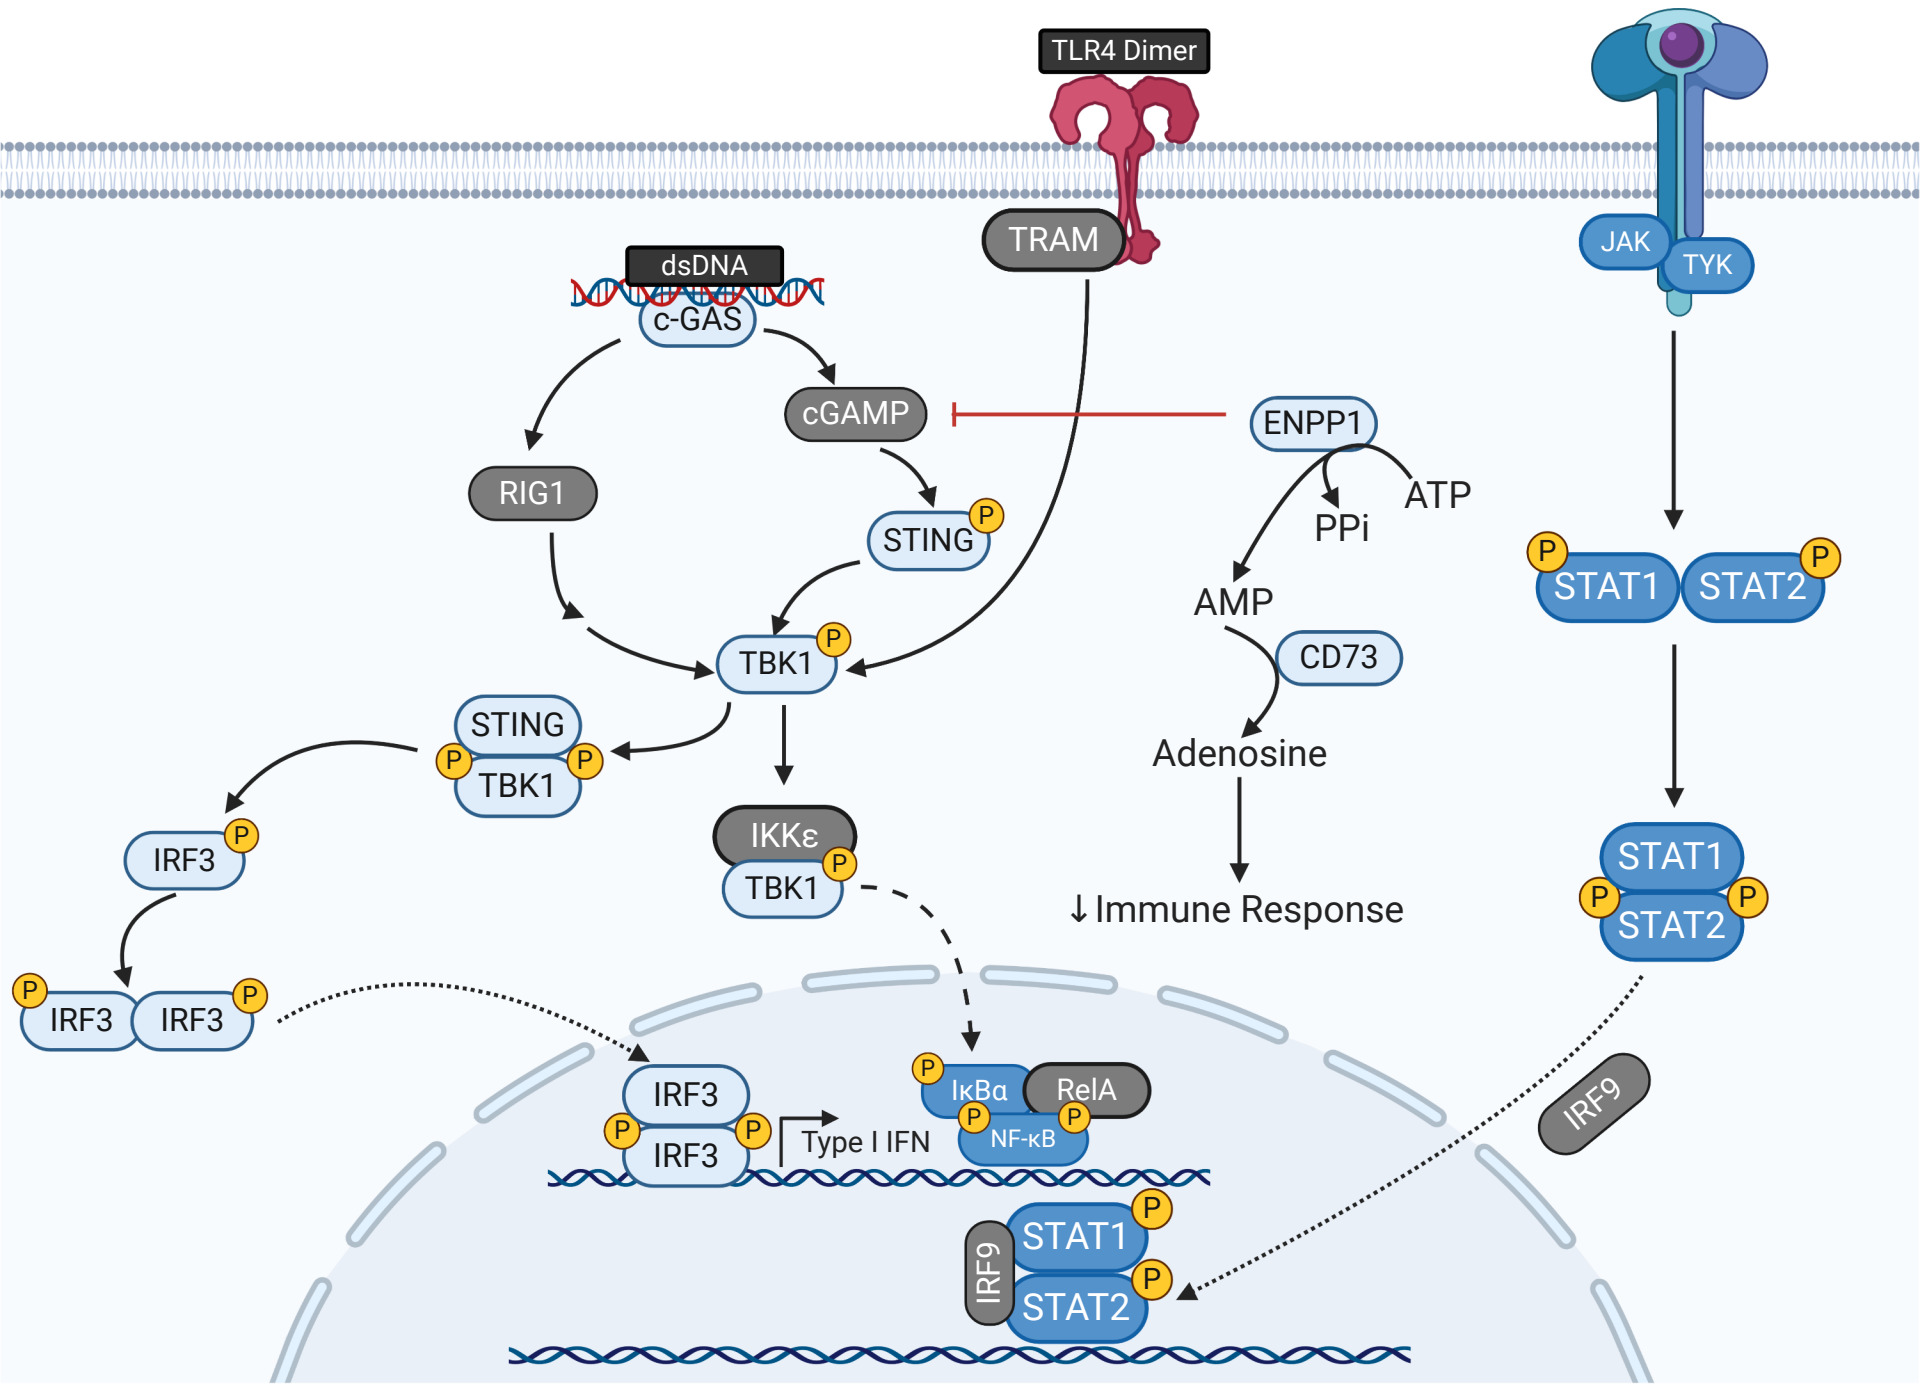 TLR4 Dimer
TRAM
JAK
TYK
dsDNA
c-GAS
cGAMP
ENPP1
RIG1
ATP
PPi
P
STING
P
STAT1
P
STAT2
AMP
P
TBK1
CD73
STING
P
P
TBK1
Adenosine
IKKε
P
TBK1
P
IRF3
↓Immune Response
STAT1
P
P
STAT2
P
IRF3
P
IRF3
IRF3
P
P
IRF3
Type I IFN
P
IκBα
RelA
P
P
NF-κB
IRF9
P
STAT1
IRF9
P
STAT2